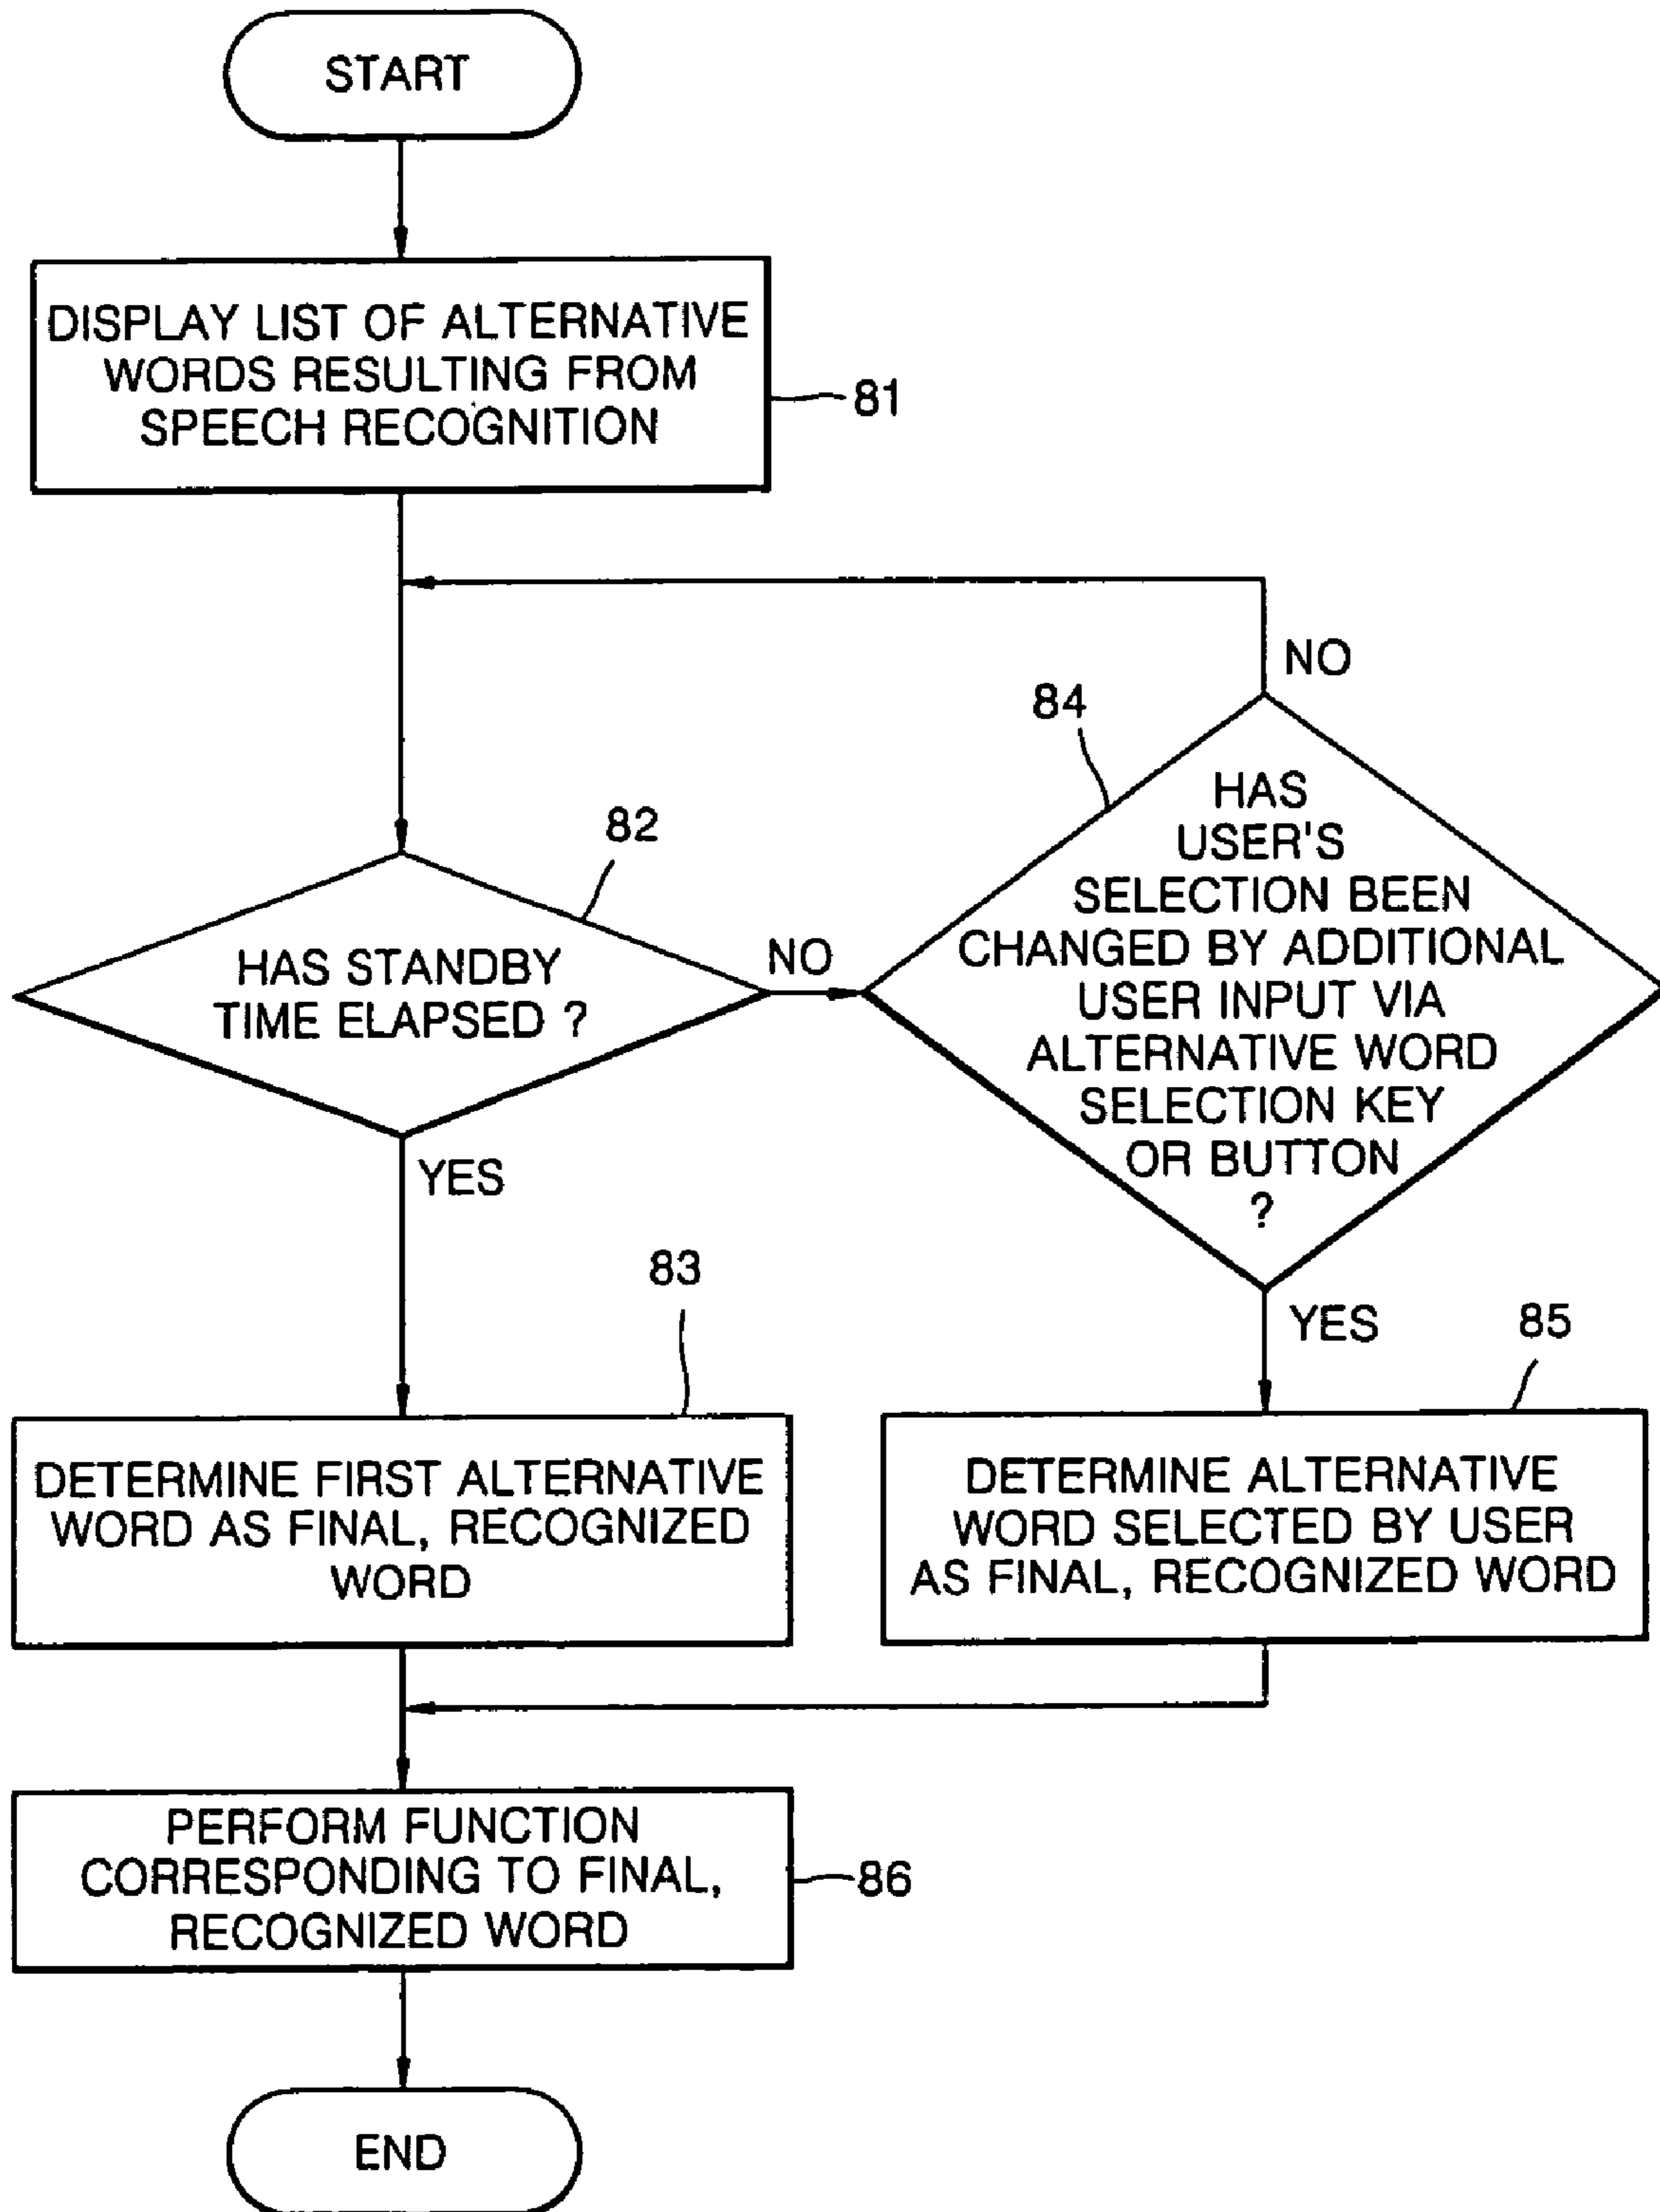 START
DISPLAY LIST OF ALTERNATIVE
WORDS RESULTING FROM
SPEECH RECOGNITION
81
NO
84
HAS
USER'S
SELECTION BEEN
CHANGED BY ADDITIONAL
USER INPUT VIA
ALTERNATIVE WORD
SELECTION KEY
OR BUTTON
?
82
HAS STANDBY
TIME ELAPSED ?
NO
YES
YES
83
85
DETERMINE FIRST ALTERNATIVE
WORD AS FINAL, RECOGNIZED
WORD
DETERMINE ALTERNATIVE
WORD SELECTED BY USER
AS FINAL, RECOGNIZED WORD
PERFORM FUNCTION
CORRESPONDING TO FINAL,
RECOGNIZED WORD
86
END